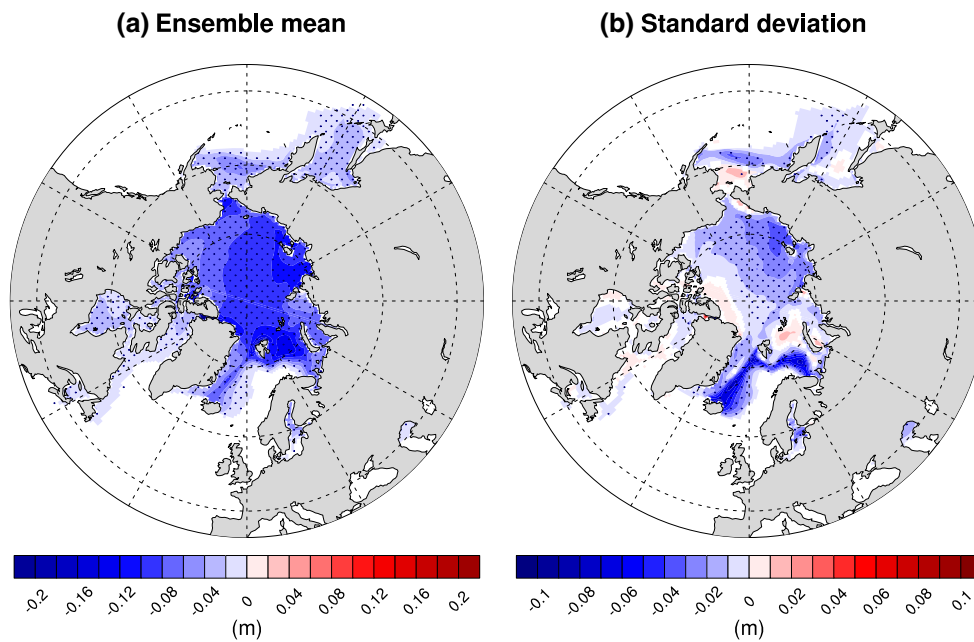 (a) Ensemble mean
(b) Standard deviation
-0.2 -0.16 -0.12 -0.08 -0.04 0 0.04 0.08 0.12 0.16 0.2
-0.1 -0.08 -0.06 -0.04 -0.02 0 0.02 0.04 0.06 0.08 0.1
(m)
(m)